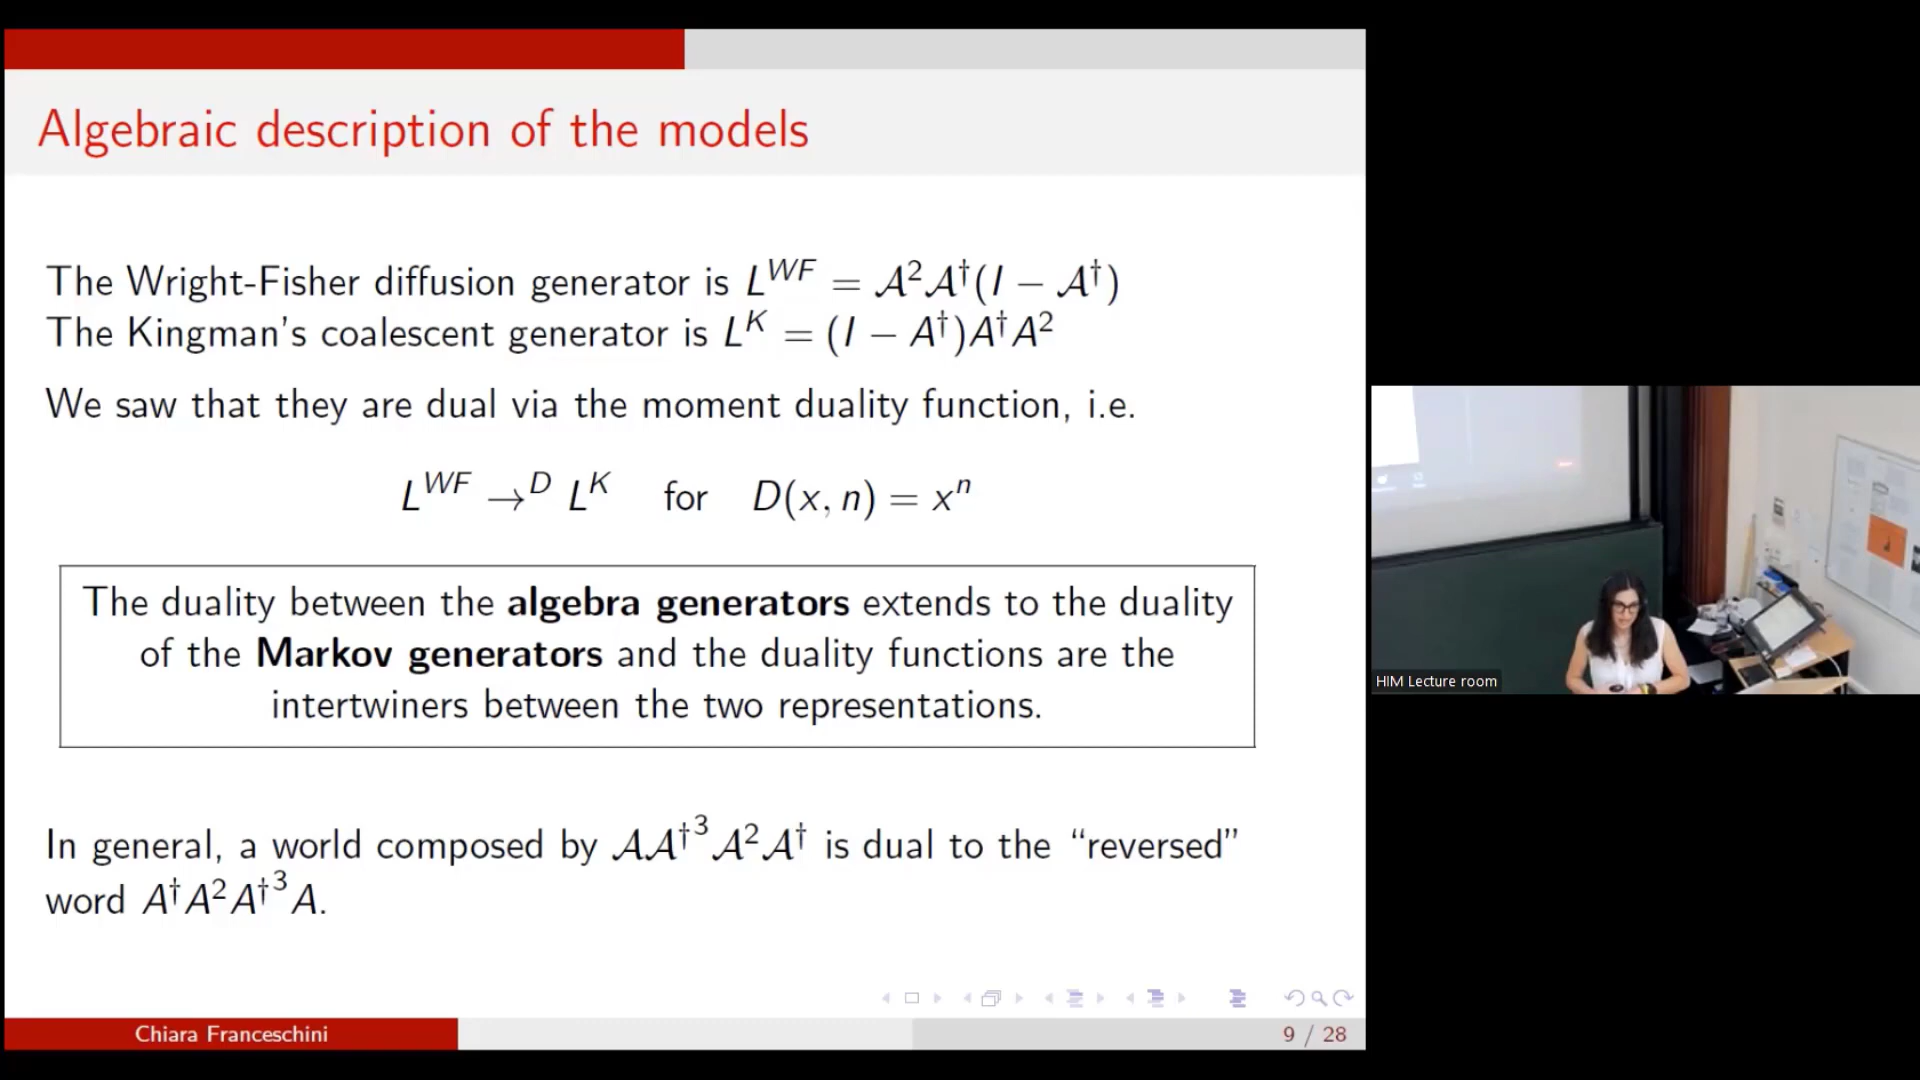 Algebraic description of the models
The Wright-Fisher diffusion generator is L^{WF} = 𝒜²𝒜†(I − 𝒜†)
The Kingman's coalescent generator is L^K = (I − A†)A†A²
We saw that they are dual via the moment duality function, i.e.
L^{WF} →^D L^K for D(x, n) = xⁿ
The duality between the algebra generators extends to the duality
of the Markov generators and the duality functions are the
intertwiners between the two representations.
In general, a world composed by 𝒜𝒜†³𝒜²𝒜† is dual to the “reversed”
word A†A²A†³A.
Chiara Franceschini
9 / 28
HIM Lecture room